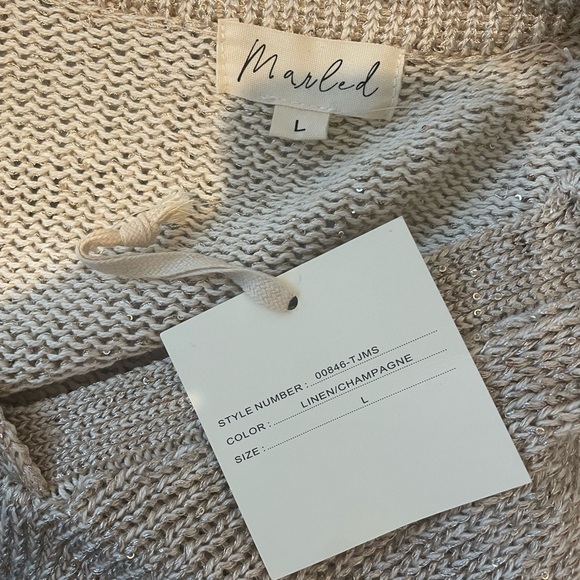 Marled
L
STYLE NUMBER : 00846-TJMS
COLOR : LINEN/CHAMPAGNE
SIZE : L